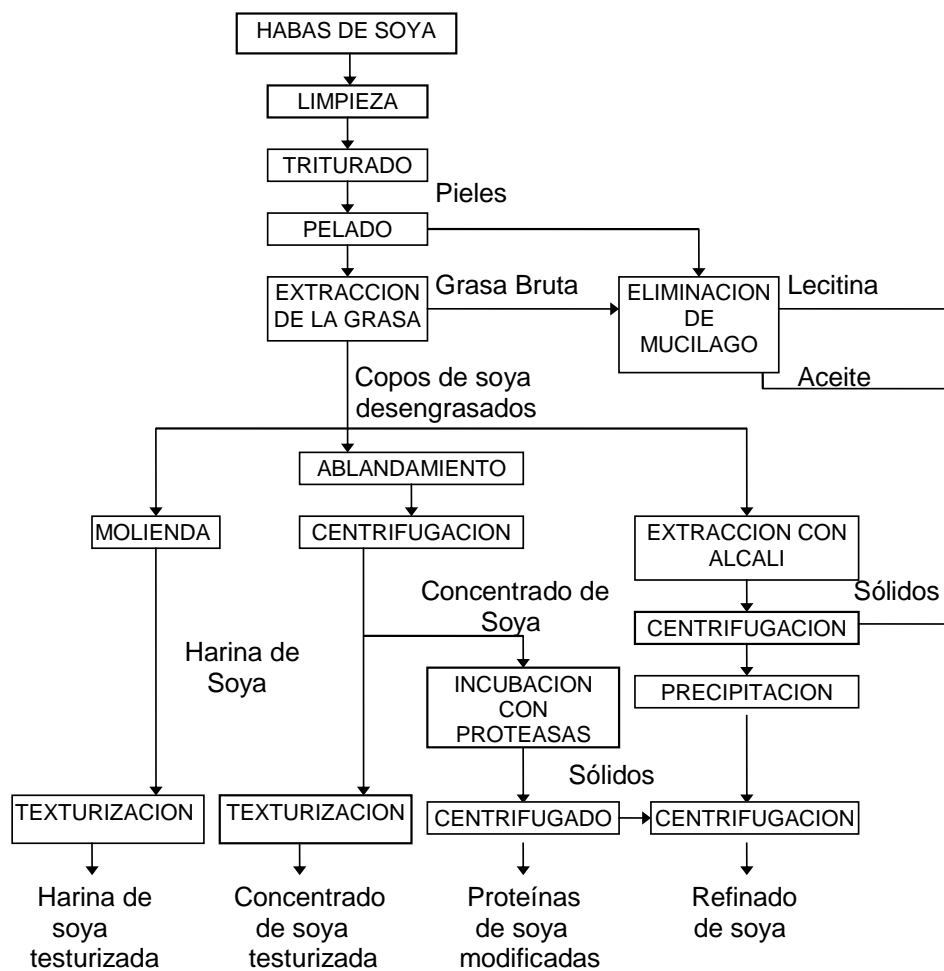 HABAS DE SOYA
LIMPIEZA
TRITURADO
Pieles
PELADO
EXTRACCION
DE LA GRASA
Grasa Bruta
ELIMINACION
DE
MUCILAGO
Lecitina
Aceite
Copos de soya
desengrasados
ABLANDAMIENTO
MOLIENDA
CENTRIFUGACION
EXTRACCION CON
ALCALI
Concentrado de
Soya
Sólidos
CENTRIFUGACION
Harina de
Soya
INCUBACION
CON
PROTEASAS
PRECIPITACION
Sólidos
TEXTURIZACION
TEXTURIZACION
CENTRIFUGADO
CENTRIFUGACION
Harina de
soya
testurizada
Concentrado
de soya
testurizada
Proteínas
de soya
modificadas
Refinado
de soya